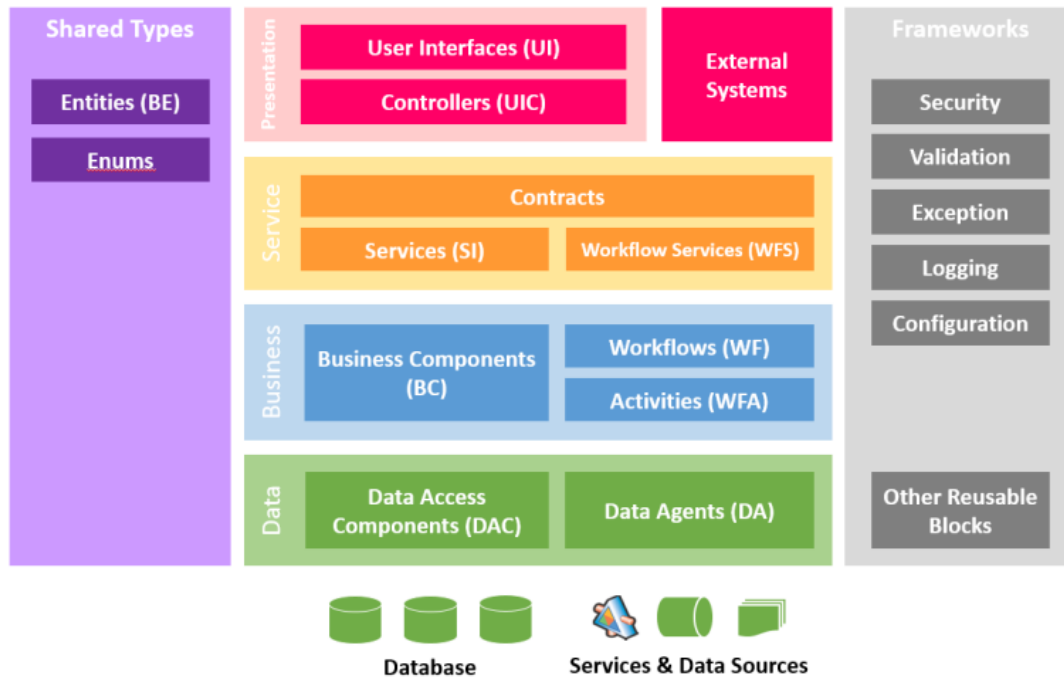 Shared Types
Entities (BE)
Enums
Presentation
User Interfaces (UI)
Controllers (UIC)
External
Systems
Service
Contracts
Services (SI)
Workflow Services (WFS)
Business
Business Components
(BC)
Workflows (WF)
Activities (WFA)
Data
Data Access
Components (DAC)
Data Agents (DA)
Frameworks
Security
Validation
Exception
Logging
Configuration
Other Reusable
Blocks
Database
Services & Data Sources